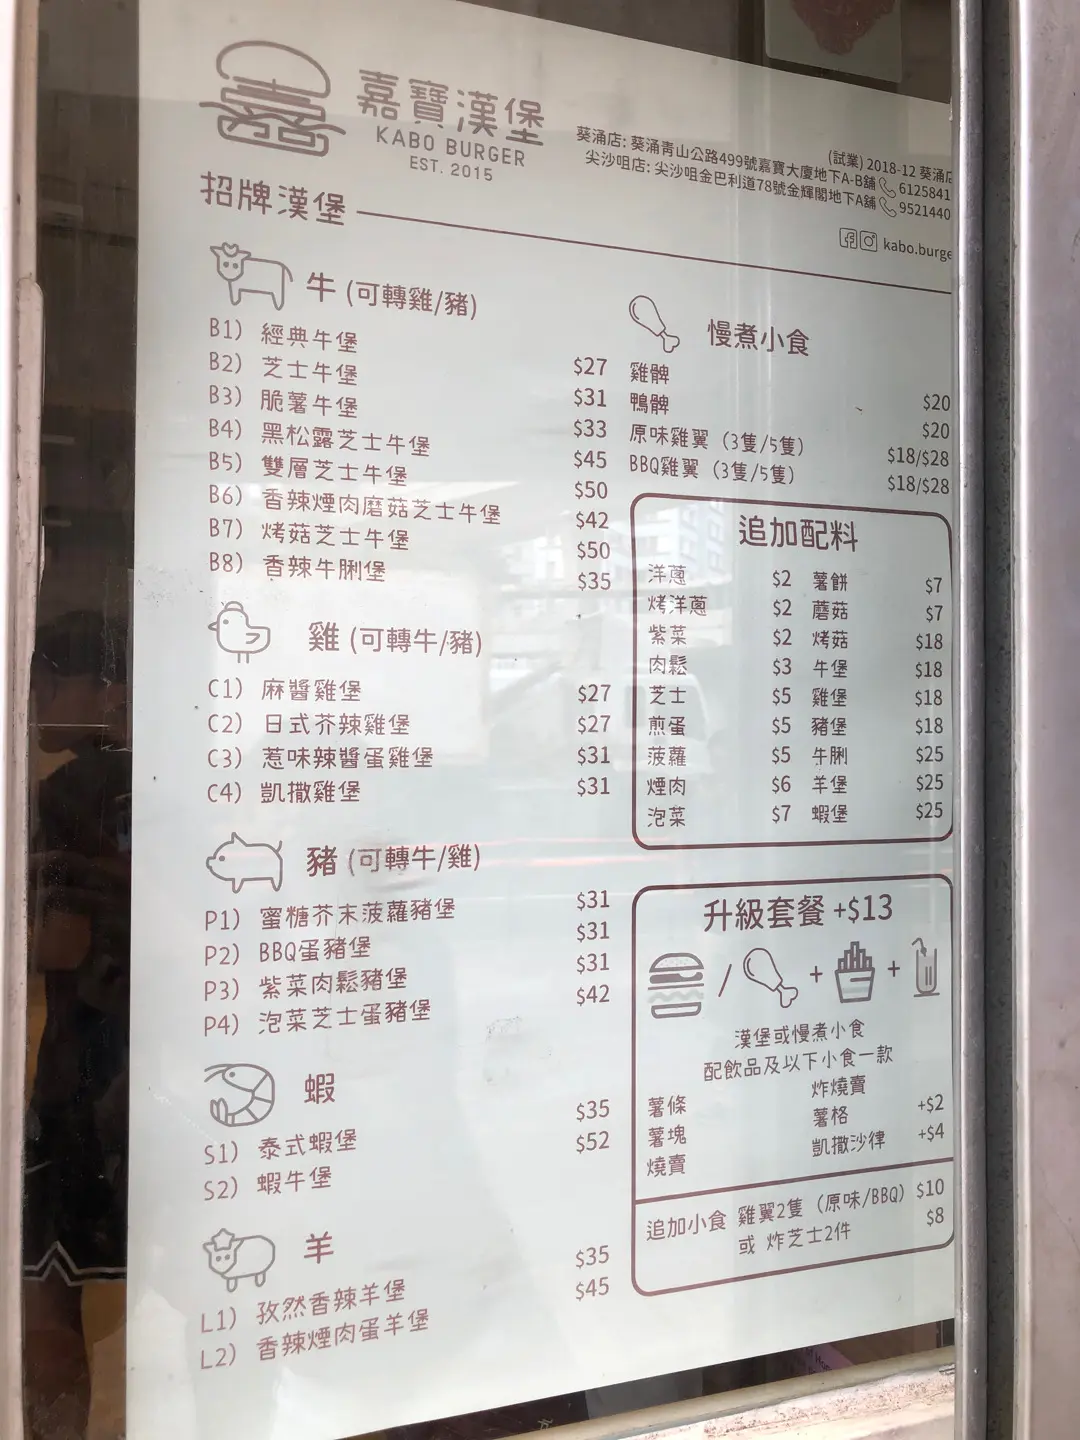 嘉寶漢堡
KABO BURGER
EST. 2015
(試業) 2018-12 葵涌店
葵涌店: 葵涌青山公路499號嘉寶大廈地下A-B舖 6125841
尖沙咀店: 尖沙咀金巴利道78號金輝閣地下A舖 9521440
kabo.burge
招牌漢堡
牛 (可轉雞/豬)
B1) 經典牛堡 $27
B2) 芝士牛堡 $31
B3) 脆薯牛堡 $33
B4) 黑松露芝士牛堡 $45
B5) 雙層芝士牛堡 $50
B6) 香辣煙肉磨菇芝士牛堡 $42
B7) 烤菇芝士牛堡 $50
B8) 香辣牛脷堡 $35
雞 (可轉牛/豬)
C1) 麻醬雞堡 $27
C2) 日式芥辣雞堡 $27
C3) 惹味辣醬蛋雞堡 $31
C4) 凱撒雞堡 $31
豬 (可轉牛/雞)
P1) 蜜糖芥末菠蘿豬堡 $31
P2) BBQ蛋豬堡 $31
P3) 紫菜肉鬆豬堡 $31
P4) 泡菜芝士蛋豬堡 $42
蝦
S1) 泰式蝦堡 $35
S2) 蝦牛堡 $52
羊
L1) 孜然香辣羊堡 $35
L2) 香辣煙肉蛋羊堡 $45
慢煮小食
雞髀 $20
鴨髀 $20
原味雞翼 (3隻/5隻) $18/$28
BBQ雞翼 (3隻/5隻) $18/$28
追加配料
洋蔥 $2 薯餅 $7
烤洋蔥 $2 蘑菇 $7
紫菜 $2 烤菇 $18
肉鬆 $3 牛堡 $18
芝士 $5 雞堡 $18
煎蛋 $5 豬堡 $18
菠蘿 $5 牛脷 $25
煙肉 $6 羊堡 $25
泡菜 $7 蝦堡 $25
升級套餐 +$13
/ + +
漢堡或慢煮小食
配飲品及以下小食一款
薯條 炸燒賣
薯塊 薯格 +$2
燒賣 凱撒沙律 +$4
追加小食 雞翼2隻 (原味/BBQ) $10
或 炸芝士2件 $8